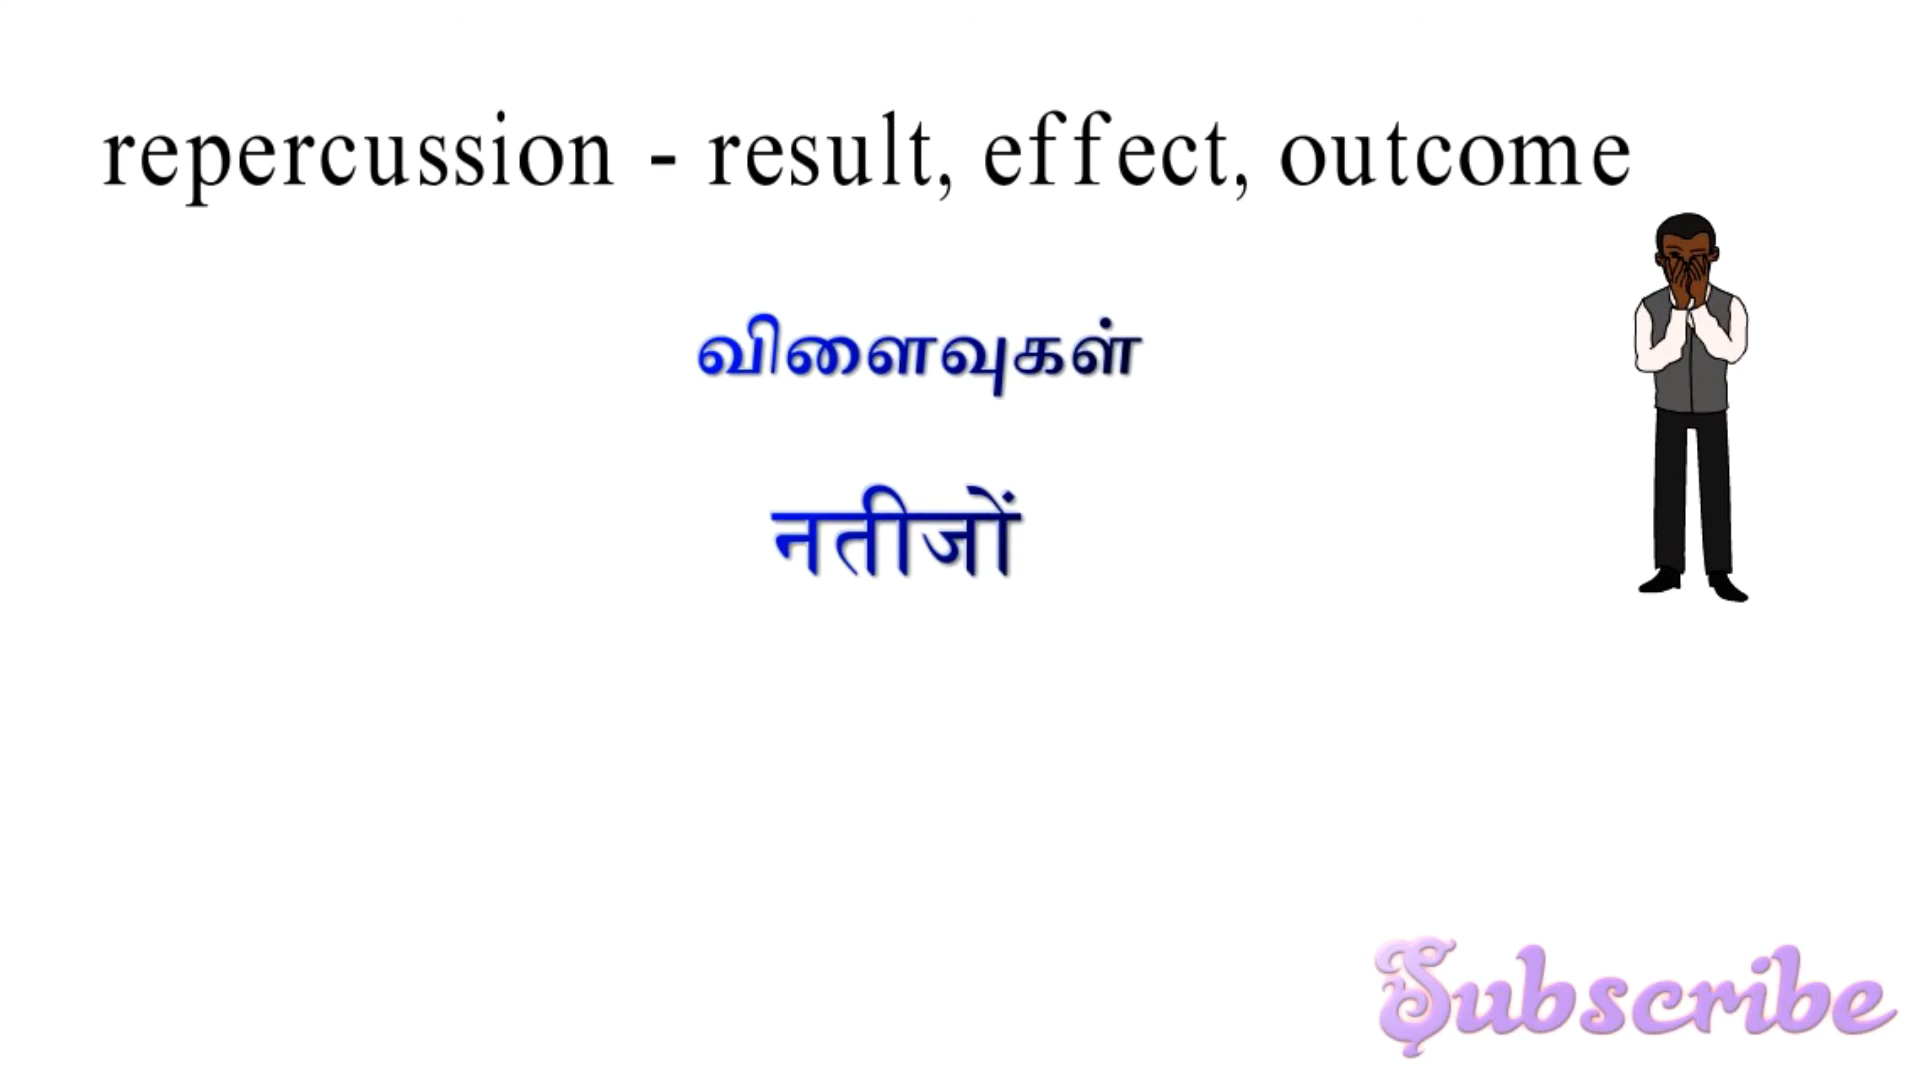 repercussion - result, effect, outcome
விளைவுகள்
नतीजों
Subscribe